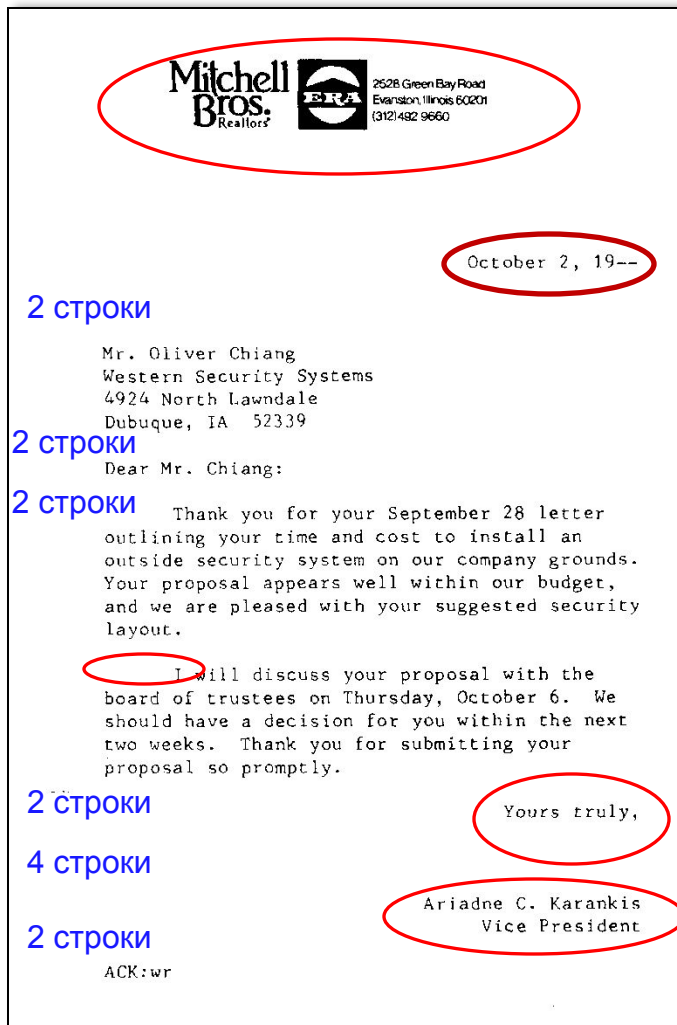 Mitchell
Bros.
Realtors
ERA
2528 Green Bay Road
Evanston, Illinois 60201
(312) 492 9660
October 2, 19--
2 строки
Mr. Oliver Chiang
Western Security Systems
4924 North Lawndale
Dubuque, IA  52339
2 строки
Dear Mr. Chiang:
2 строки
Thank you for your September 28 letter
outlining your time and cost to install an
outside security system on our company grounds.
Your proposal appears well within our budget,
and we are pleased with your suggested security
layout.
I will discuss your proposal with the
board of trustees on Thursday, October 6.  We
should have a decision for you within the next
two weeks.  Thank you for submitting your
proposal so promptly.
2 строки
Yours truly,
4 строки
Ariadne C. Karankis
Vice President
2 строки
ACK:wr